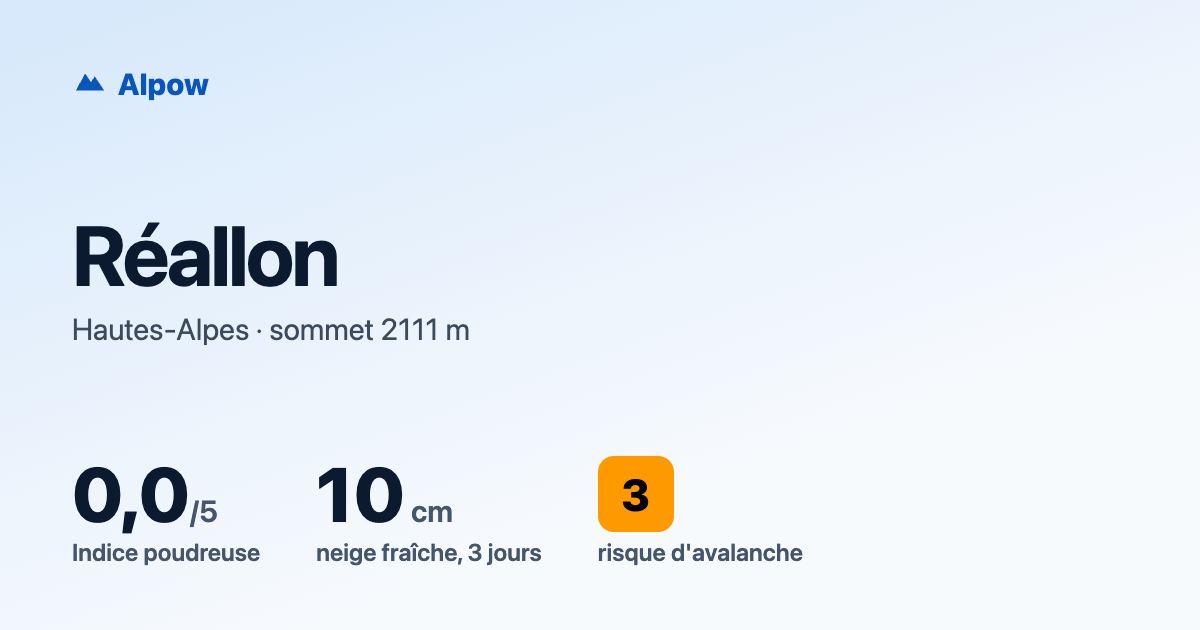 Alpow
Réallon
Hautes-Alpes · sommet 2111 m
0,0/5
Indice poudreuse
10 cm
neige fraîche, 3 jours
3
risque d'avalanche